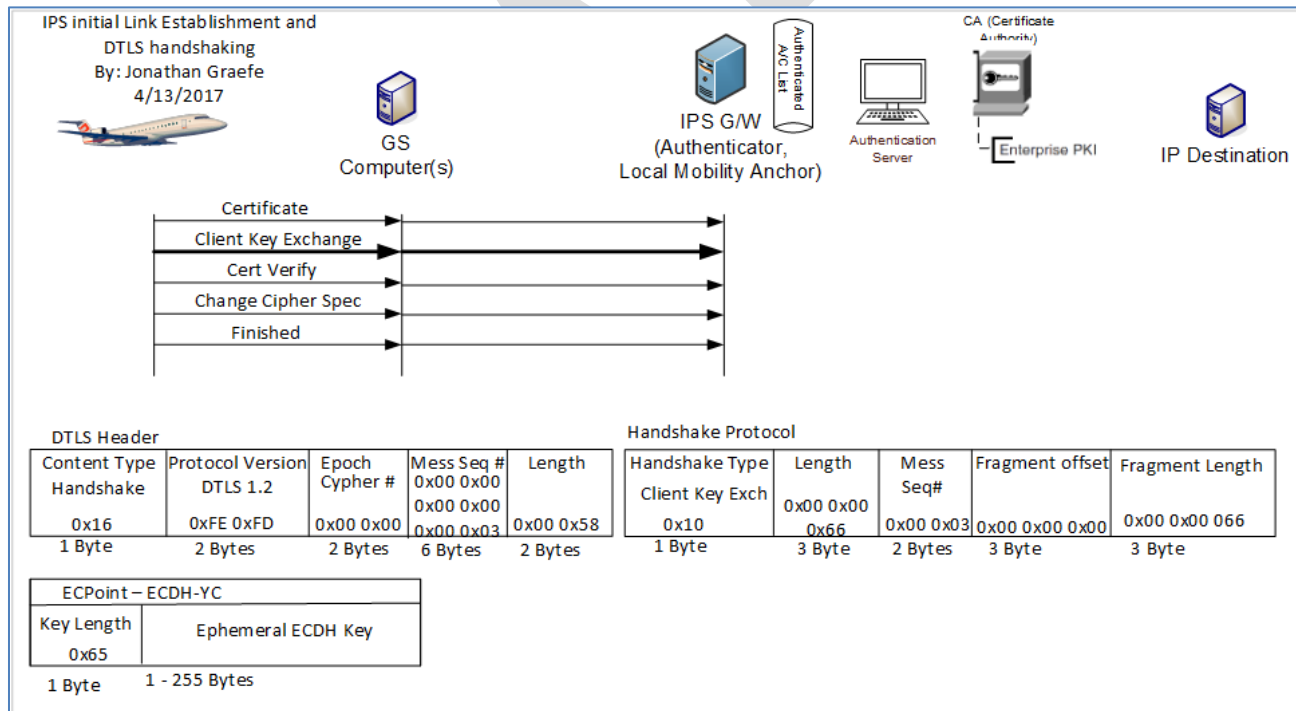 IPS initial Link Establishment and
DTLS handshaking
By: Jonathan Graefe
4/13/2017
GS
Computer(s)
IPS G/W
(Authenticator,
Local Mobility Anchor)
Authenticated
A/C List
Authentication
Server
CA (Certificate
Authority)
Enterprise PKI
IP Destination
Certificate
Client Key Exchange
Cert Verify
Change Cipher Spec
Finished
DTLS Header
Content Type
Handshake
0x16
1 Byte
Protocol Version
DTLS 1.2
0xFE 0xFD
2 Bytes
Epoch
Cypher #
0x00 0x00
2 Bytes
Mess Seq #
0x00 0x00
0x00 0x00
0x00 0x03
6 Bytes
Length
0x00 0x58
2 Bytes
Handshake Protocol
Handshake Type
Client Key Exch
0x10
1 Byte
Length
0x00 0x00
0x66
3 Byte
Mess
Seq#
0x00 0x03
2 Bytes
Fragment offset
0x00 0x00 0x00
3 Byte
Fragment Length
0x00 0x00 066
3 Byte
ECPoint – ECDH-YC
Key Length
0x65
1 Byte
Ephemeral ECDH Key
1 - 255 Bytes